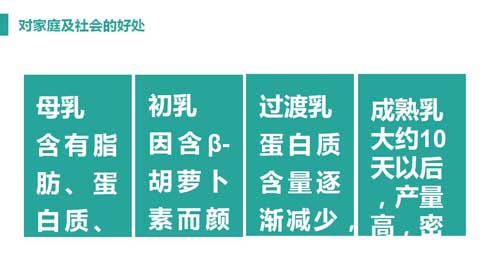 对家庭及社会的好处
母乳
含有脂
肪、蛋
白质、
初乳
因含β-
胡萝卜
素而颜
过渡乳
蛋白质
含量逐
渐减少，
成熟乳
大约10
天以后
，产量
高，密